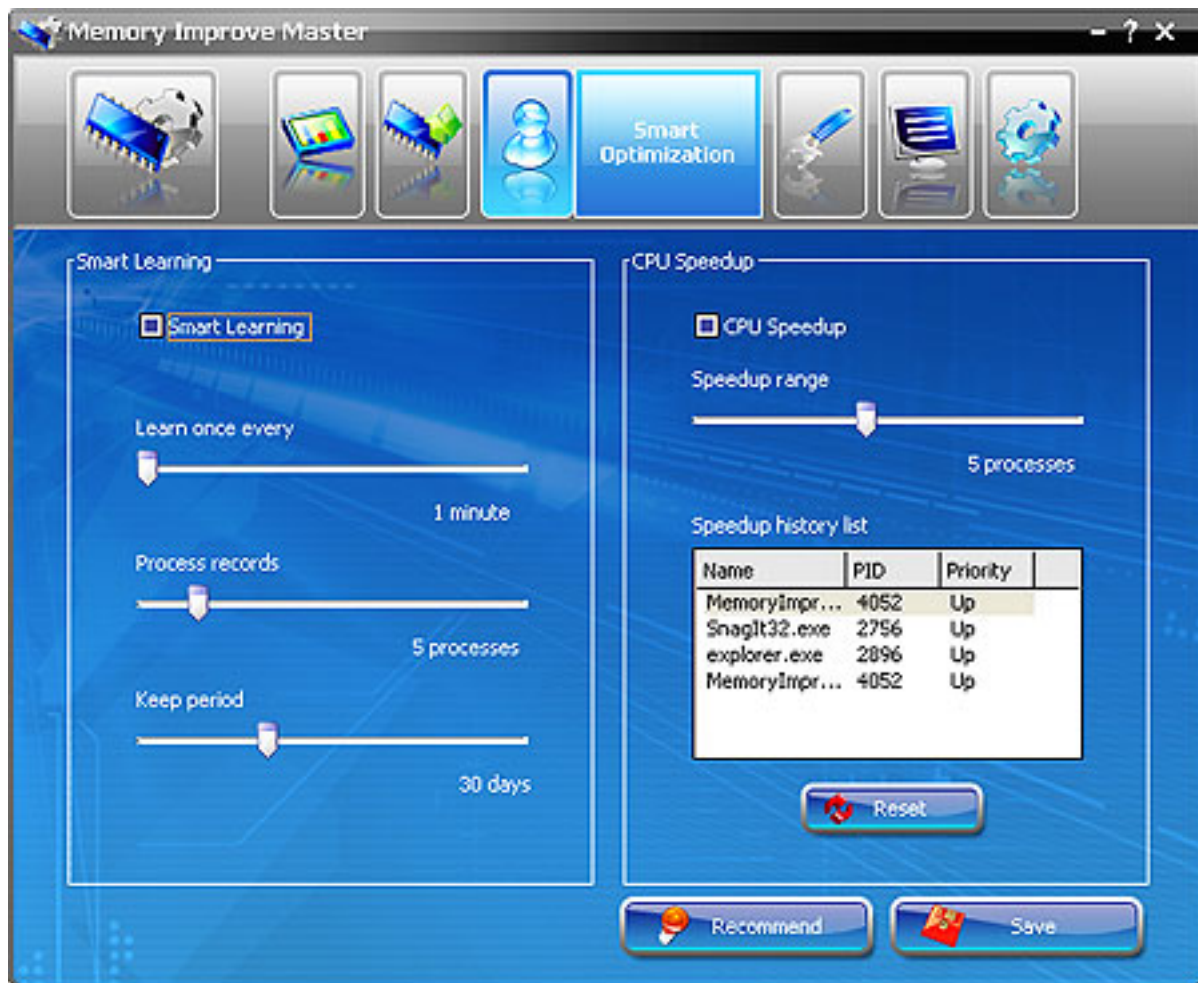 Memory Improve Master
Smart
Optimization
Smart Learning
Smart Learning
Learn once every
1 minute
Process records
5 processes
Keep period
30 days
CPU Speedup
CPU Speedup
Speedup range
5 processes
Speedup history list
Name PID Priority
MemoryImpr... 4052 Up
SnagIt32.exe 2756 Up
explorer.exe 2896 Up
MemoryImpr... 4052 Up
Reset
Recommend
Save